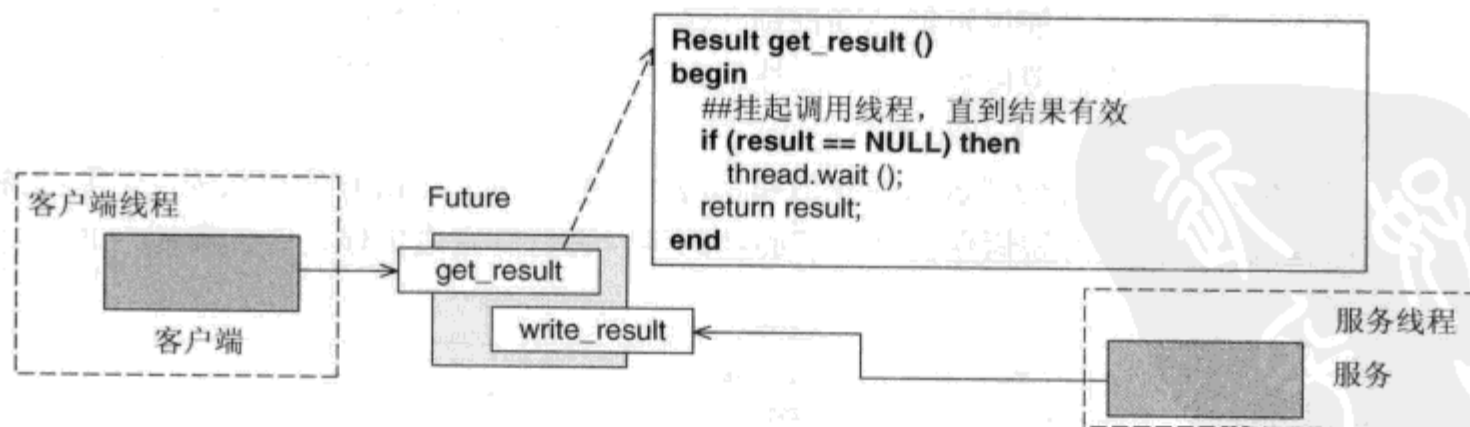 Result get_result ()
begin
##挂起调用线程，直到结果有效
if (result == NULL) then
thread.wait ();
return result;
end
客户端线程
客户端
Future
get_result
write_result
服务线程
服务